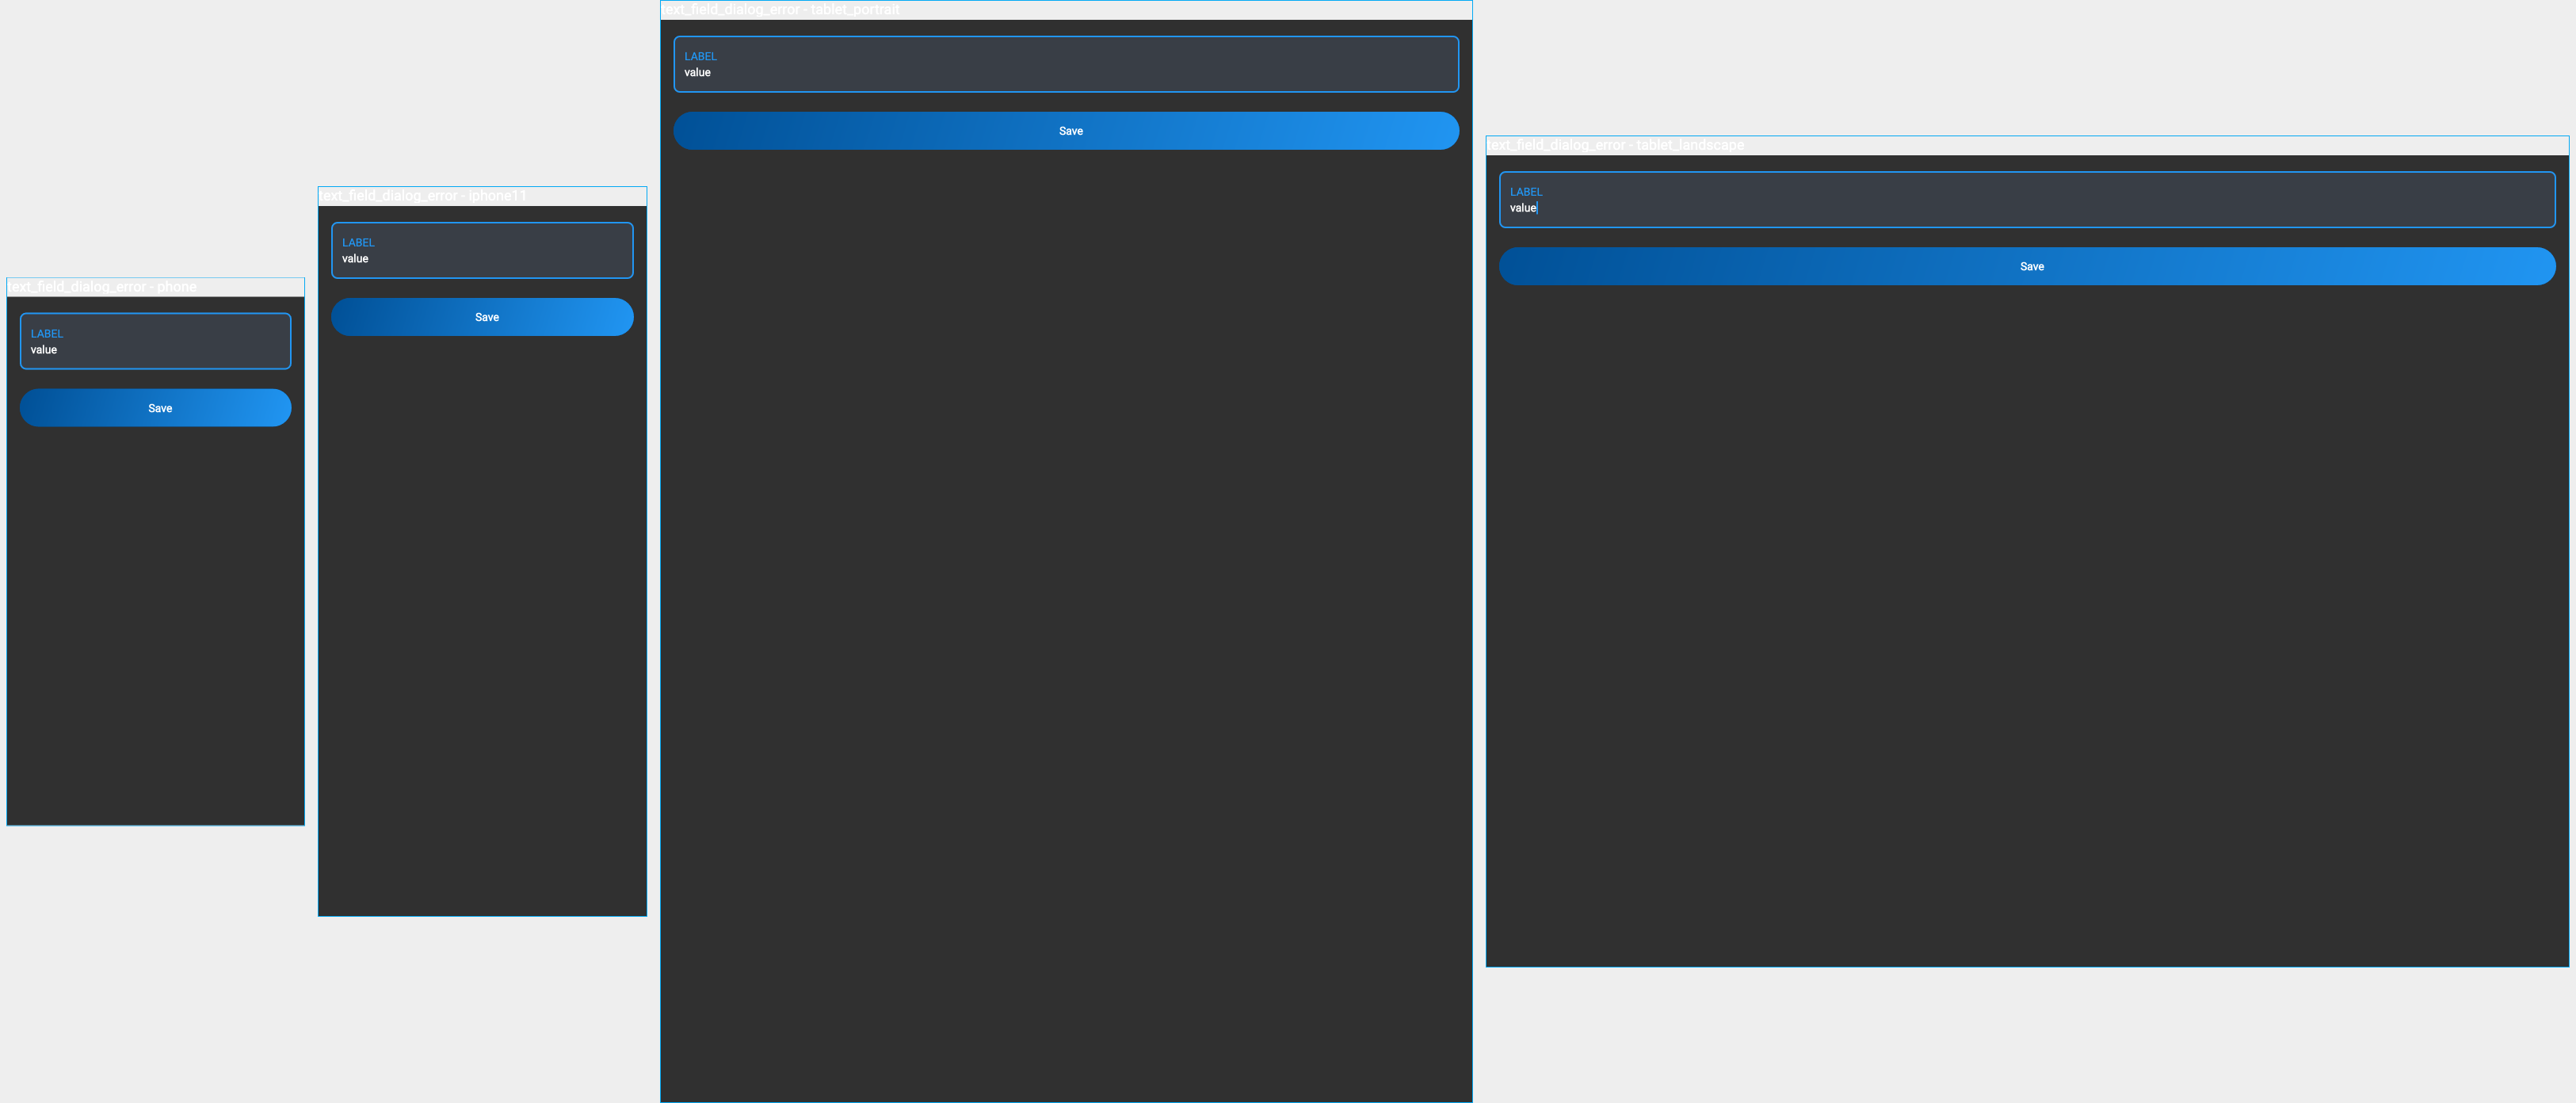 text_field_dialog_error - phone
LABEL
value
Save
text_field_dialog_error - iphone11
LABEL
value
Save
text_field_dialog_error - tablet_portrait
LABEL
value
Save
text_field_dialog_error - tablet_landscape
LABEL
value
Save